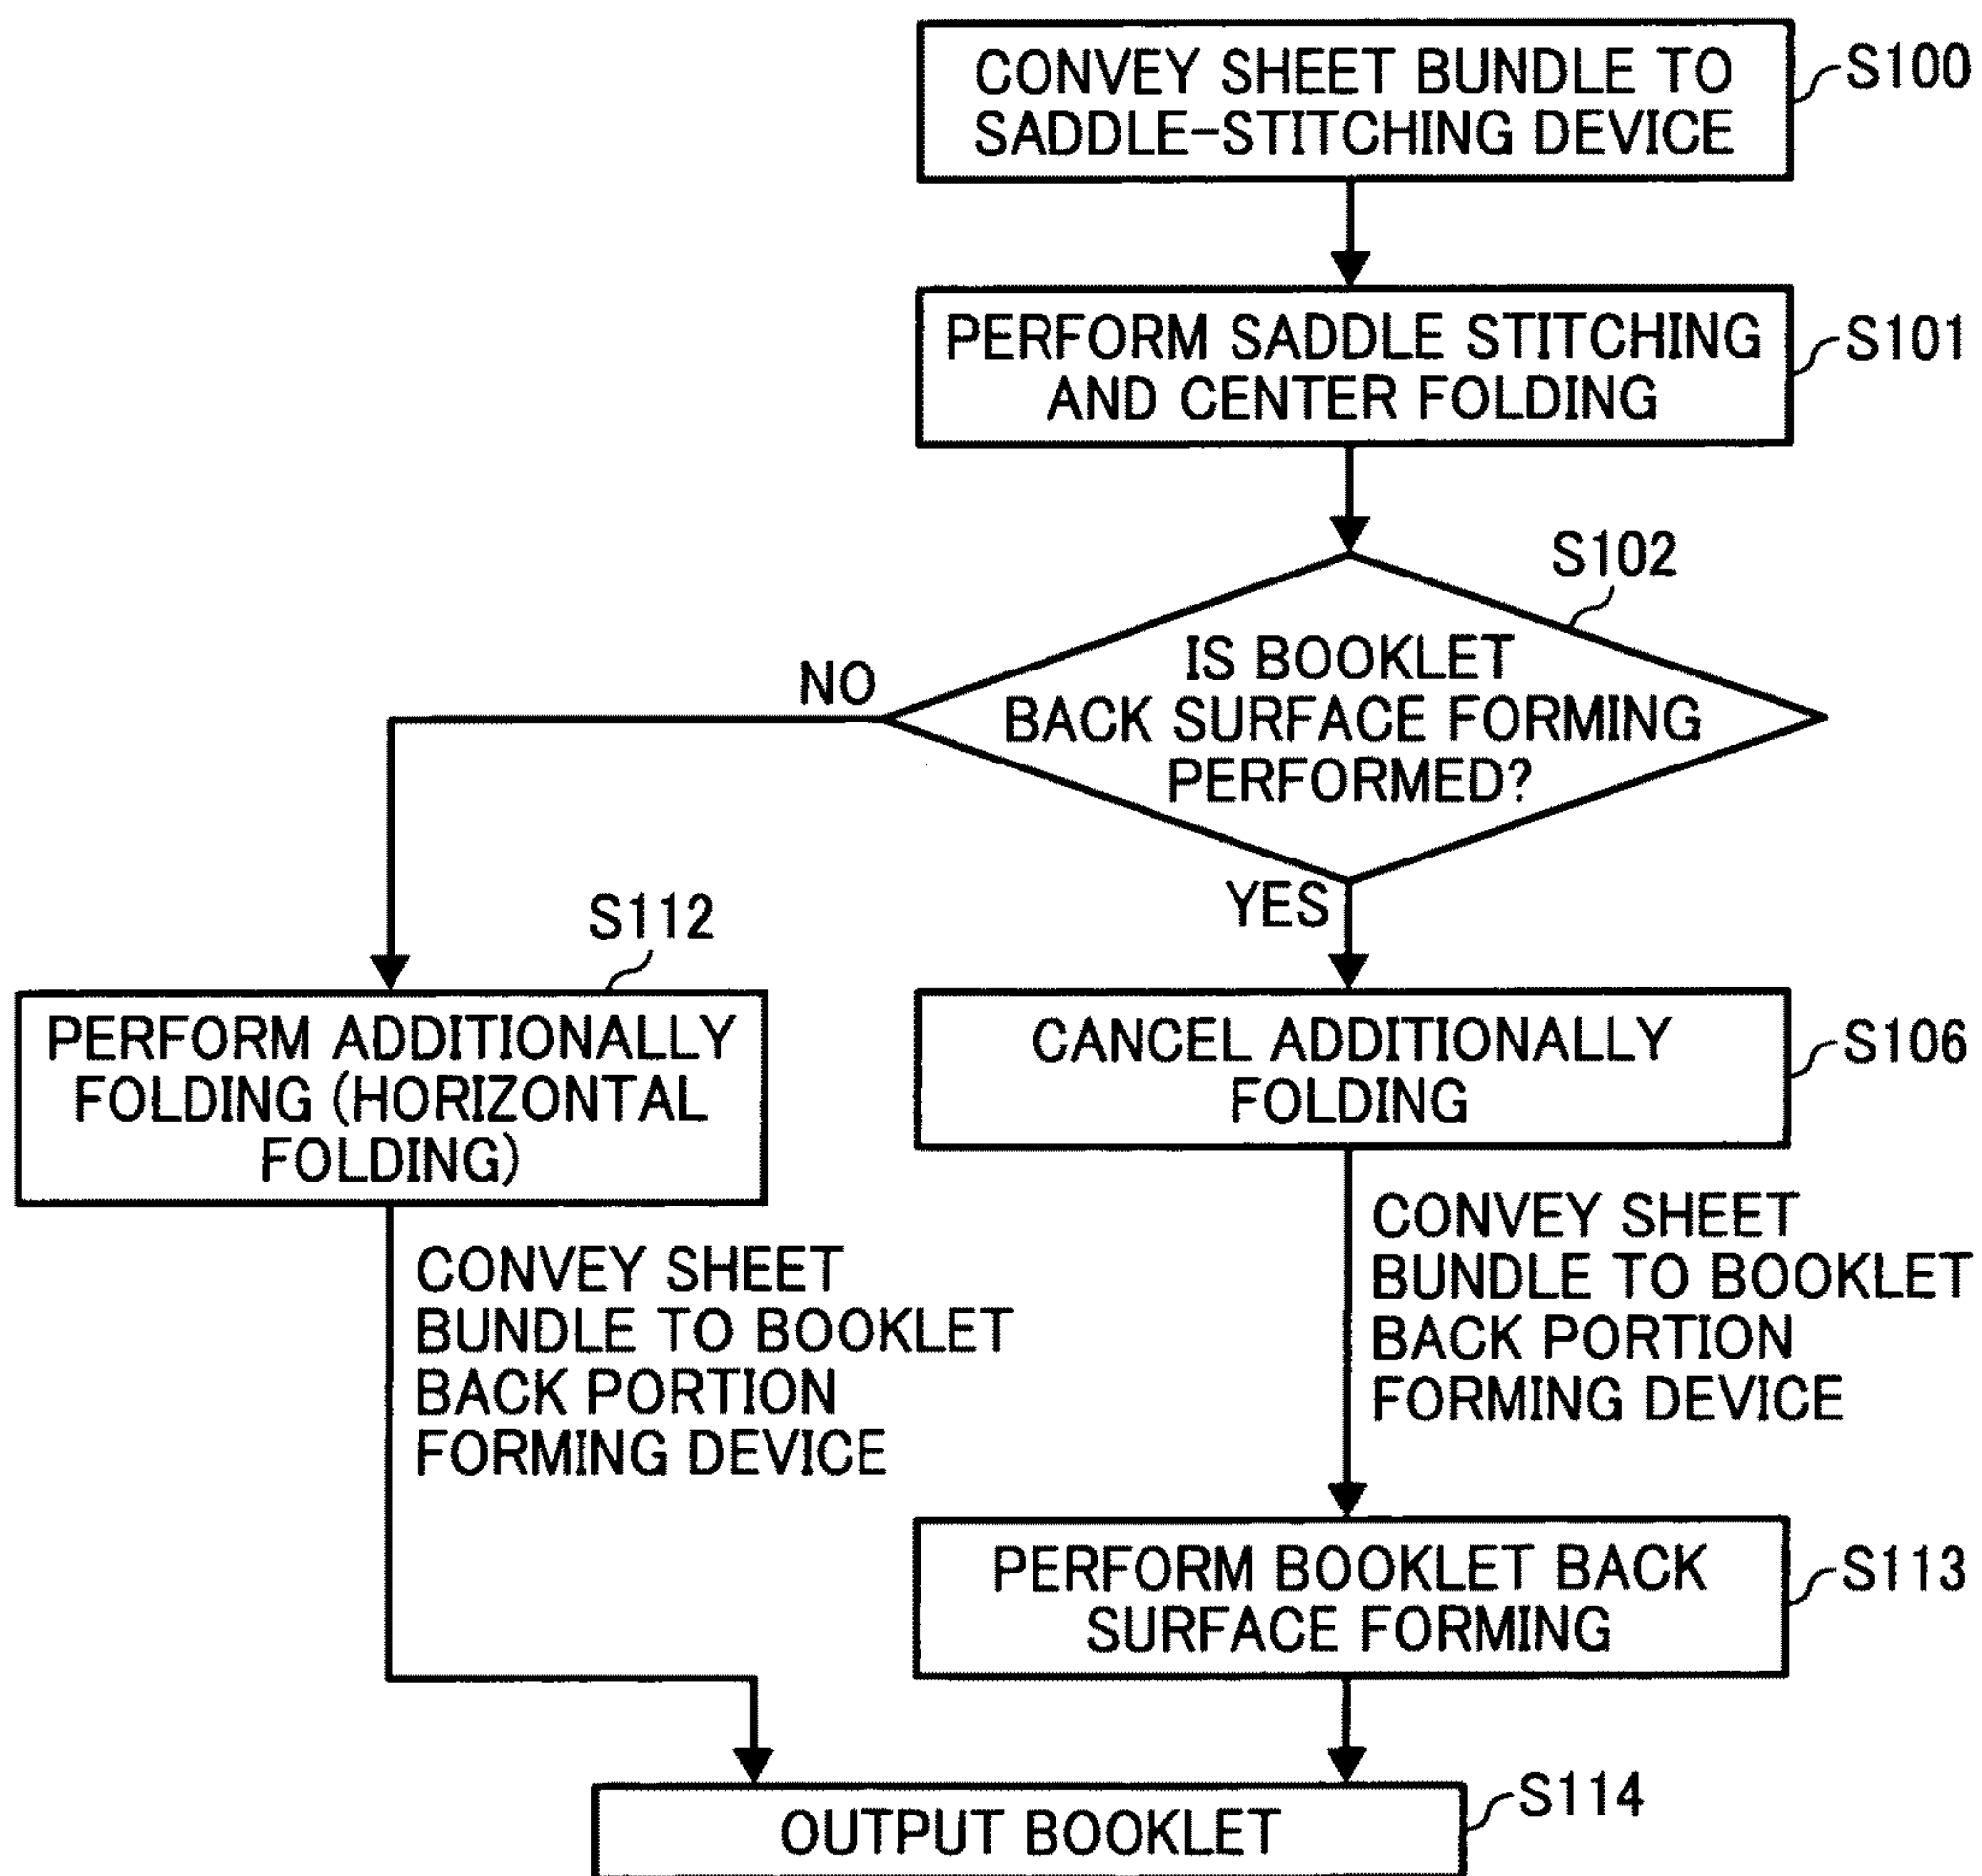 CONVEY SHEET BUNDLE TO
SADDLE-STITCHING DEVICE
S100
PERFORM SADDLE STITCHING
AND CENTER FOLDING
S101
S102
IS BOOKLET
BACK SURFACE FORMING
PERFORMED?
NO
YES
S112
PERFORM ADDITIONALLY
FOLDING (HORIZONTAL
FOLDING)
CANCEL ADDITIONALLY
FOLDING
S106
CONVEY SHEET
BUNDLE TO BOOKLET
BACK PORTION
FORMING DEVICE
CONVEY SHEET
BUNDLE TO BOOKLET
BACK PORTION
FORMING DEVICE
PERFORM BOOKLET BACK
SURFACE FORMING
S113
OUTPUT BOOKLET
S114